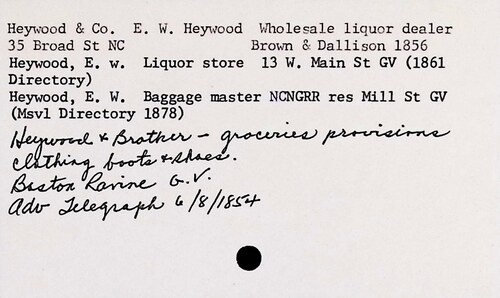 Heywood & Co.  E. W. Heywood  Wholesale liquor dealer
35 Broad St NC  Brown & Dallison 1856
Heywood, E. w.  Liquor store  13 W. Main St GV (1861
Directory)
Heywood, E. W.  Baggage master NCNGRR res Mill St GV
(Msvl Directory 1878)
Heywood & Brother - groceries provisions
clothing boots & shoes.
Boston Ravine G.V.
Adv Telegraph 6/8/1854